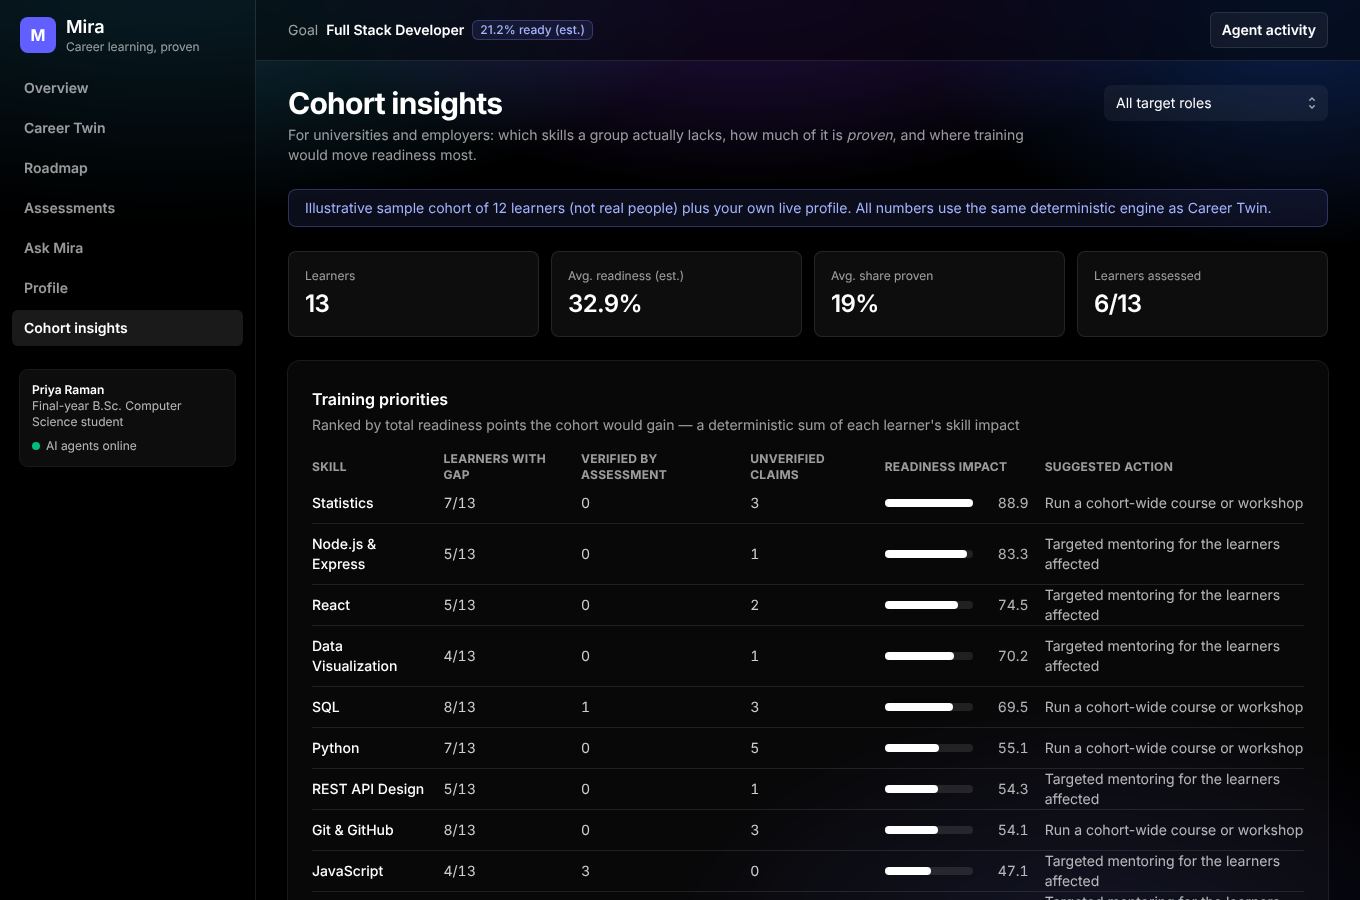 M
Mira
Career learning, proven
Overview
Career Twin
Roadmap
Assessments
Ask Mira
Profile
Cohort insights
Priya Raman
Final-year B.Sc. Computer
Science student
AI agents online
Goal Full Stack Developer 21.2% ready (est.)
Agent activity
Cohort insights
All target roles
For universities and employers: which skills a group actually lacks, how much of it is proven, and where training
would move readiness most.
Illustrative sample cohort of 12 learners (not real people) plus your own live profile. All numbers use the same deterministic engine as Career Twin.
Learners
13
Avg. readiness (est.)
32.9%
Avg. share proven
19%
Learners assessed
6/13
Training priorities
Ranked by total readiness points the cohort would gain — a deterministic sum of each learner's skill impact
SKILL LEARNERS WITH GAP VERIFIED BY ASSESSMENT UNVERIFIED CLAIMS READINESS IMPACT SUGGESTED ACTION
Statistics 7/13 0 3 88.9 Run a cohort-wide course or workshop
Node.js & Express 5/13 0 1 83.3 Targeted mentoring for the learners affected
React 5/13 0 2 74.5 Targeted mentoring for the learners affected
Data Visualization 4/13 0 1 70.2 Targeted mentoring for the learners affected
SQL 8/13 1 3 69.5 Run a cohort-wide course or workshop
Python 7/13 0 5 55.1 Run a cohort-wide course or workshop
REST API Design 5/13 0 1 54.3 Targeted mentoring for the learners affected
Git & GitHub 8/13 0 3 54.1 Run a cohort-wide course or workshop
JavaScript 4/13 3 0 47.1 Targeted mentoring for the learners affected